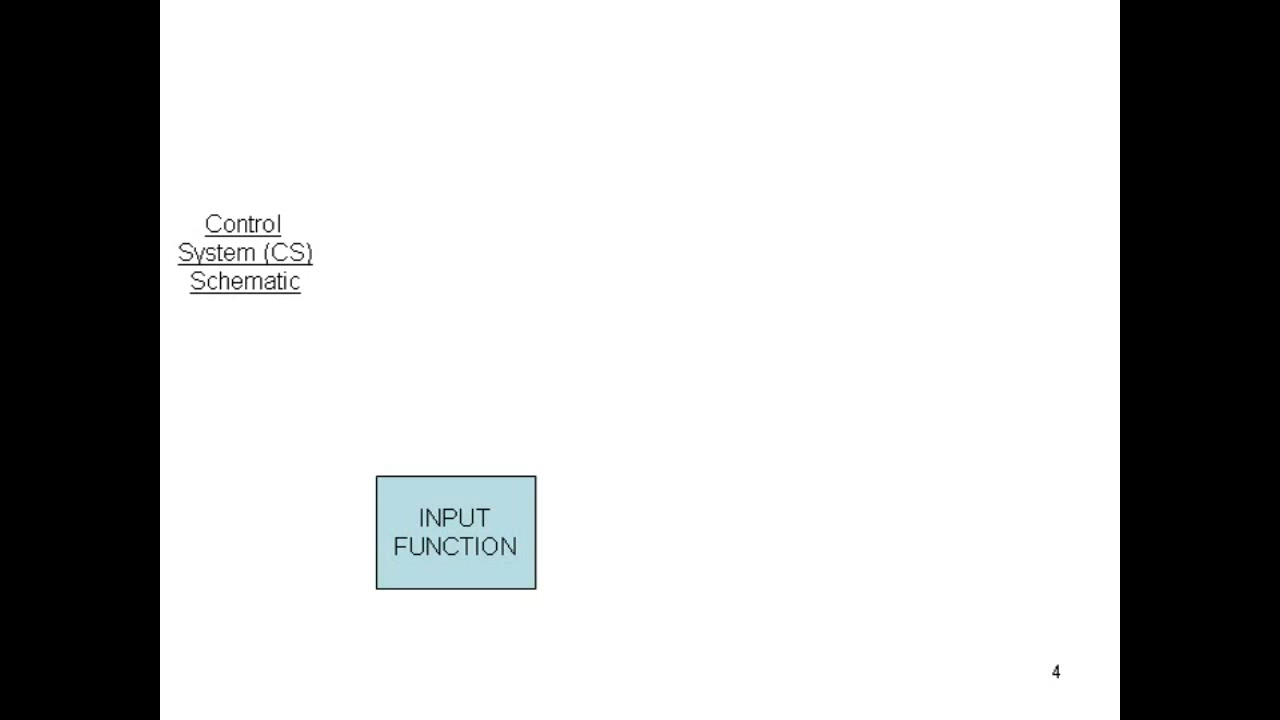 Control
System (CS)
Schematic
INPUT
FUNCTION
4